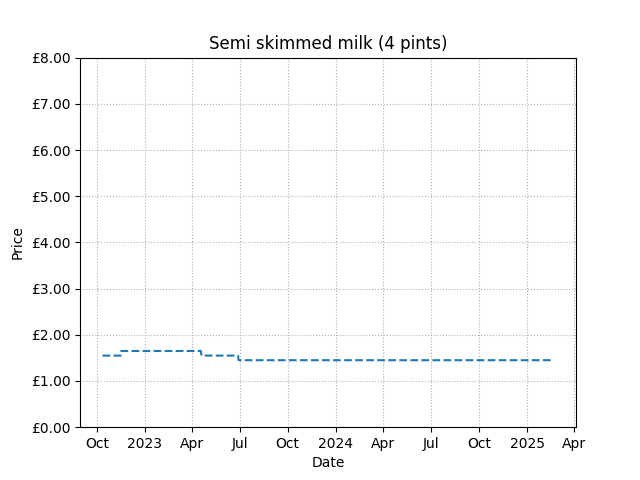 Semi skimmed milk (4 pints)
£8.00
£7.00
£6.00
£5.00
£4.00
£3.00
£2.00
£1.00
£0.00
Price
Oct 2023 Apr Jul Oct 2024 Apr Jul Oct 2025 Apr
Date